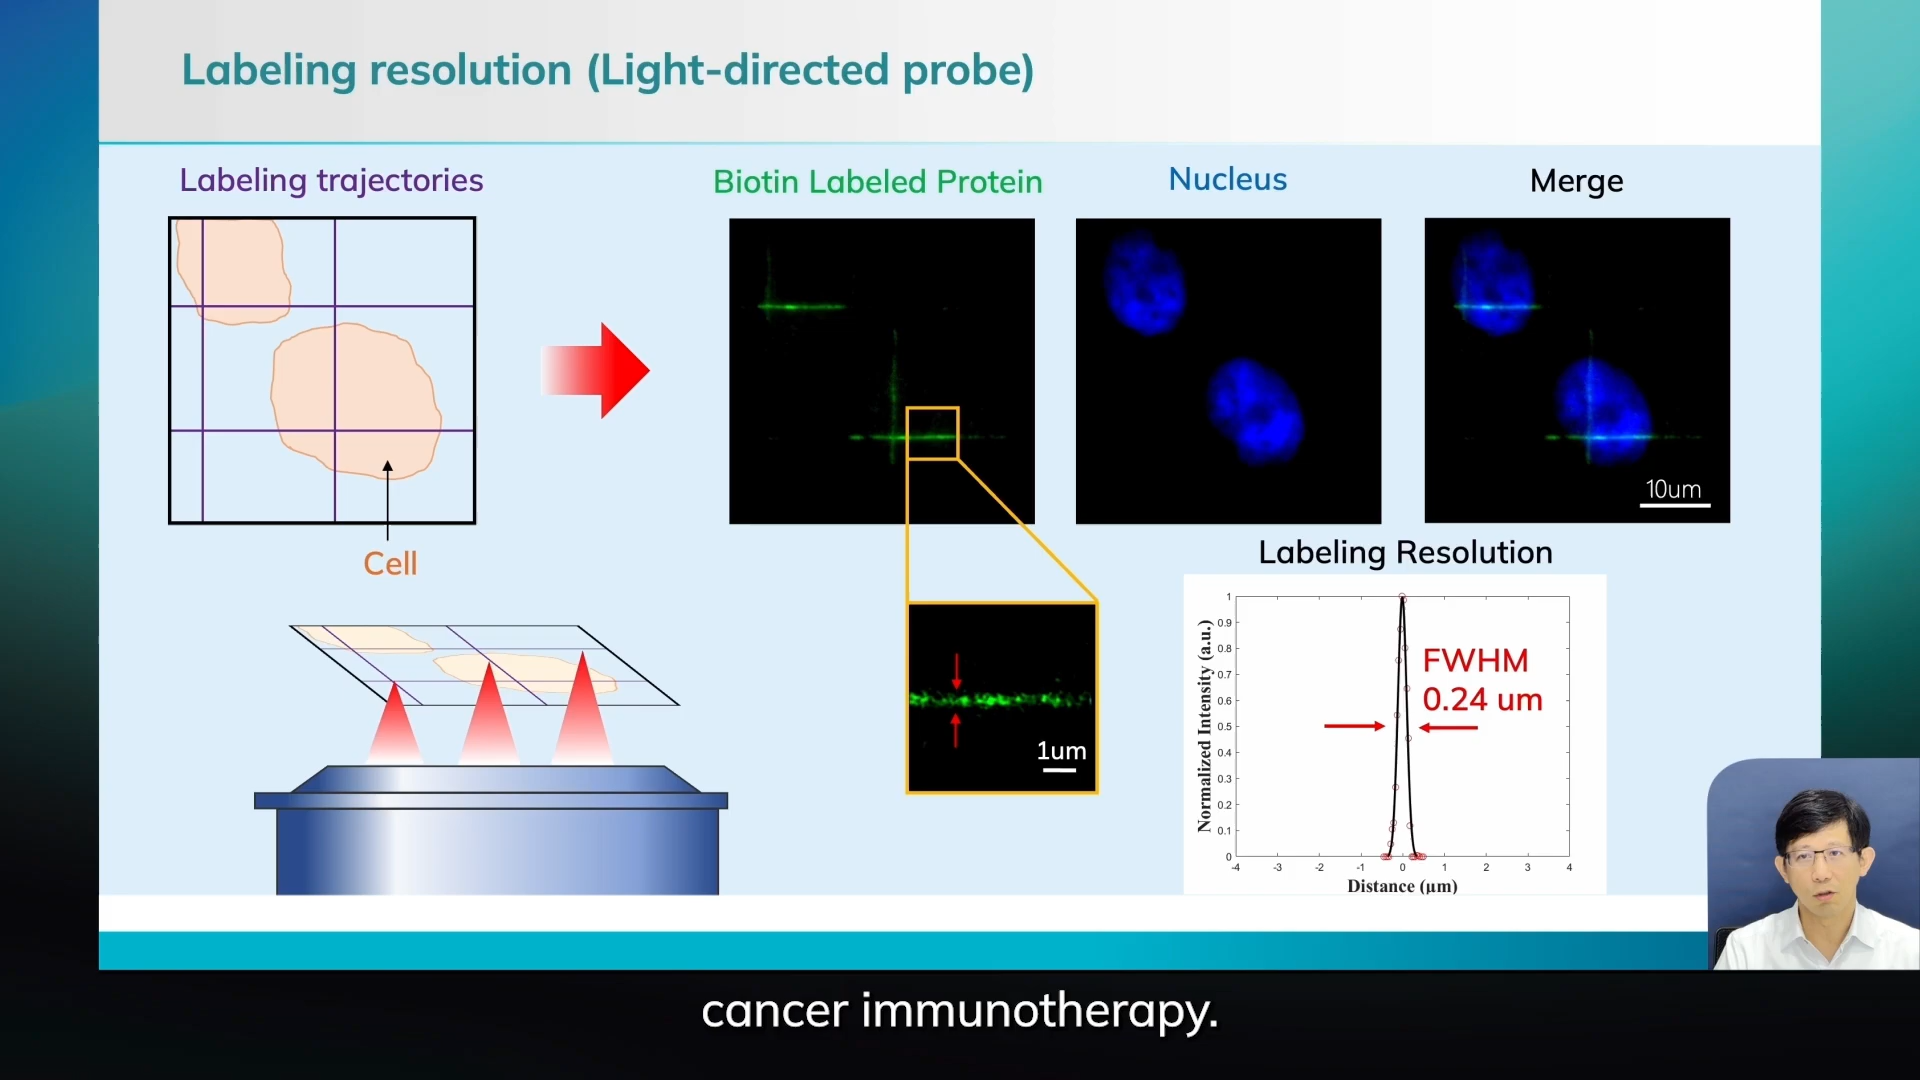 Labeling resolution (Light-directed probe)
Labeling trajectories
Biotin Labeled Protein
Nucleus
Merge
10um
Cell
Labeling Resolution
1um
Normalized Intensity (a.u.)
1
0.9
0.8
0.7
0.6
0.5
0.4
0.3
0.2
0.1
0
FWHM
0.24 um
-4 -3 -2 -1 0 1 2 3 4
Distance (μm)
cancer immunotherapy.